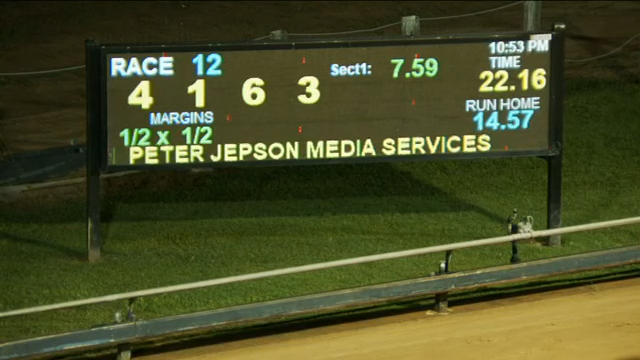 RACE 12 Sect1: 7.59 10:53 PM
TIME
4 1 6 3 22.16
MARGINS RUN HOME
1/2 x 1/2 14.57
PETER JEPSON MEDIA SERVICES